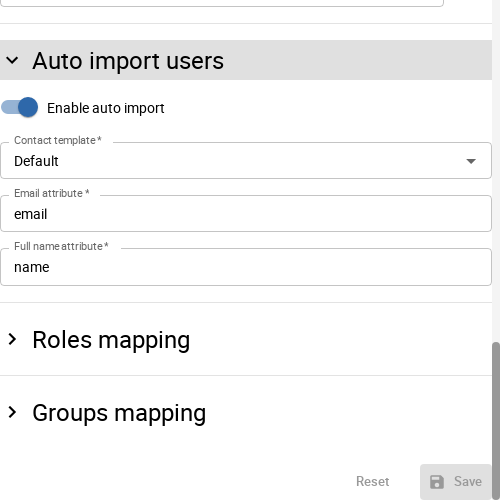 Auto import users
Enable auto import
Contact template *
Default
Email attribute *
email
Full name attribute *
name
Roles mapping
Groups mapping
Reset
Save